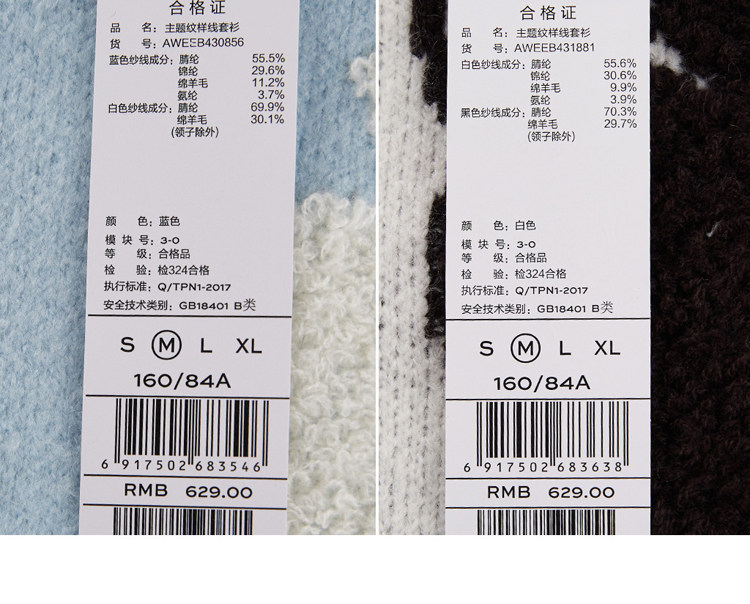 合格证
品 名：主题纹样线套衫
货 号：AWEEB430856
蓝色纱线成分：腈纶 55.5%
锦纶 29.6%
绵羊毛 11.2%
氨纶 3.7%
白色纱线成分：腈纶 69.9%
绵羊毛 30.1%
(领子除外)
颜 色：蓝色
模 块 号：3-0
等 级：合格品
检 验：检324合格
执行标准：Q/TPN1-2017
安全技术类别：GB18401 B类
S M L XL
160/84A
6 917502 683546
RMB 629.00
合格证
品 名：主题纹样线套衫
货 号：AWEEB431881
白色纱线成分：腈纶 55.6%
锦纶 30.6%
绵羊毛 9.9%
氨纶 3.9%
黑色纱线成分：腈纶 70.3%
绵羊毛 29.7%
(领子除外)
颜 色：白色
模 块 号：3-0
等 级：合格品
检 验：检324合格
执行标准：Q/TPN1-2017
安全技术类别：GB18401 B类
S M L XL
160/84A
6 917502 683638
RMB 629.00